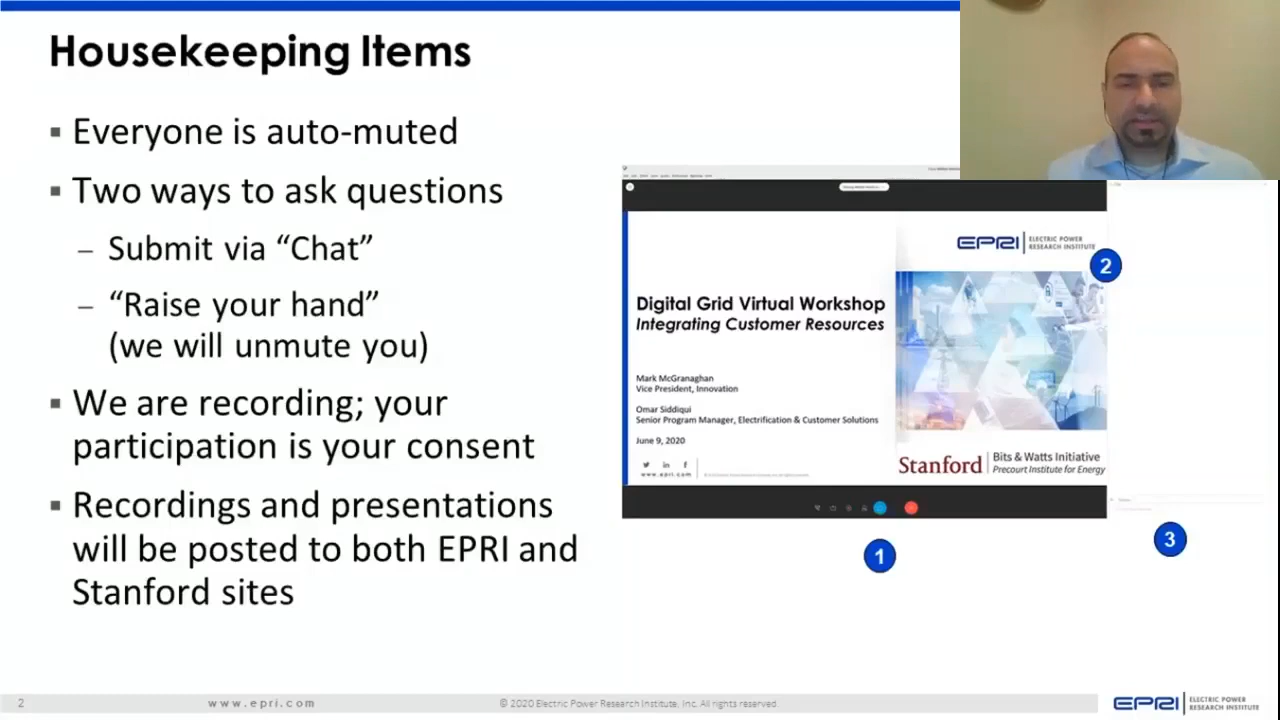 Housekeeping Items
▪ Everyone is auto-muted
▪ Two ways to ask questions
– Submit via “Chat”
– “Raise your hand”
(we will unmute you)
▪ We are recording; your
participation is your consent
▪ Recordings and presentations
will be posted to both EPRI and
Stanford sites
EPRI | ELECTRIC POWER
RESEARCH INSTITUTE
2
Digital Grid Virtual Workshop
Integrating Customer Resources
Mark McGranaghan
Vice President, Innovation
Omar Siddiqui
Senior Program Manager, Electrification & Customer Solutions
June 9, 2020
www.epri.com
Stanford | Bits & Watts Initiative
Precourt Institute for Energy
1
3
2
www.epri.com
© 2020 Electric Power Research Institute, Inc. All rights reserved.
EPRI | ELECTRIC POWER
RESEARCH INSTITUTE